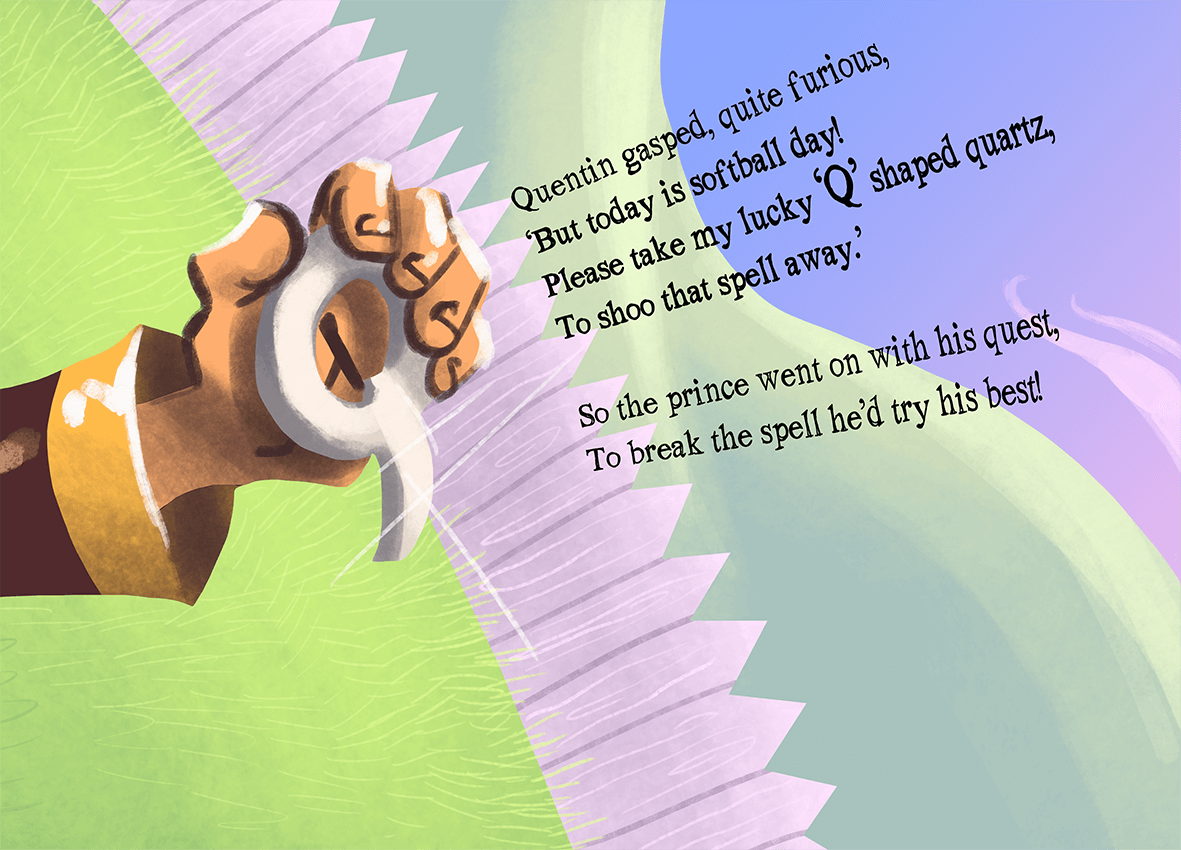 Quentin gasped, quite furious,
‘But today is softball day!
Please take my lucky ‘Q’ shaped quartz,
To shoo that spell away.’
So the prince went on with his quest,
To break the spell he’d try his best!